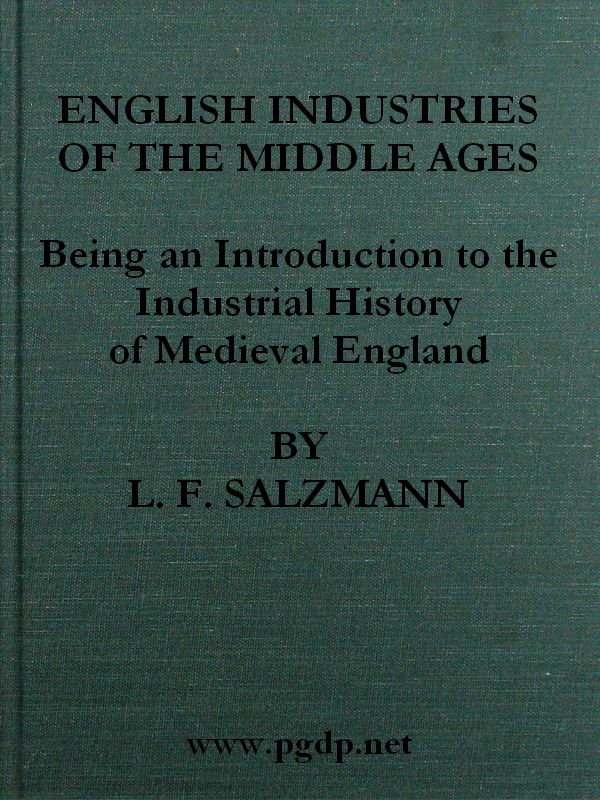 ENGLISH INDUSTRIES
OF THE MIDDLE AGES
Being an Introduction to the
Industrial History
of Medieval England
BY
L. F. SALZMANN
www.pgdp.net